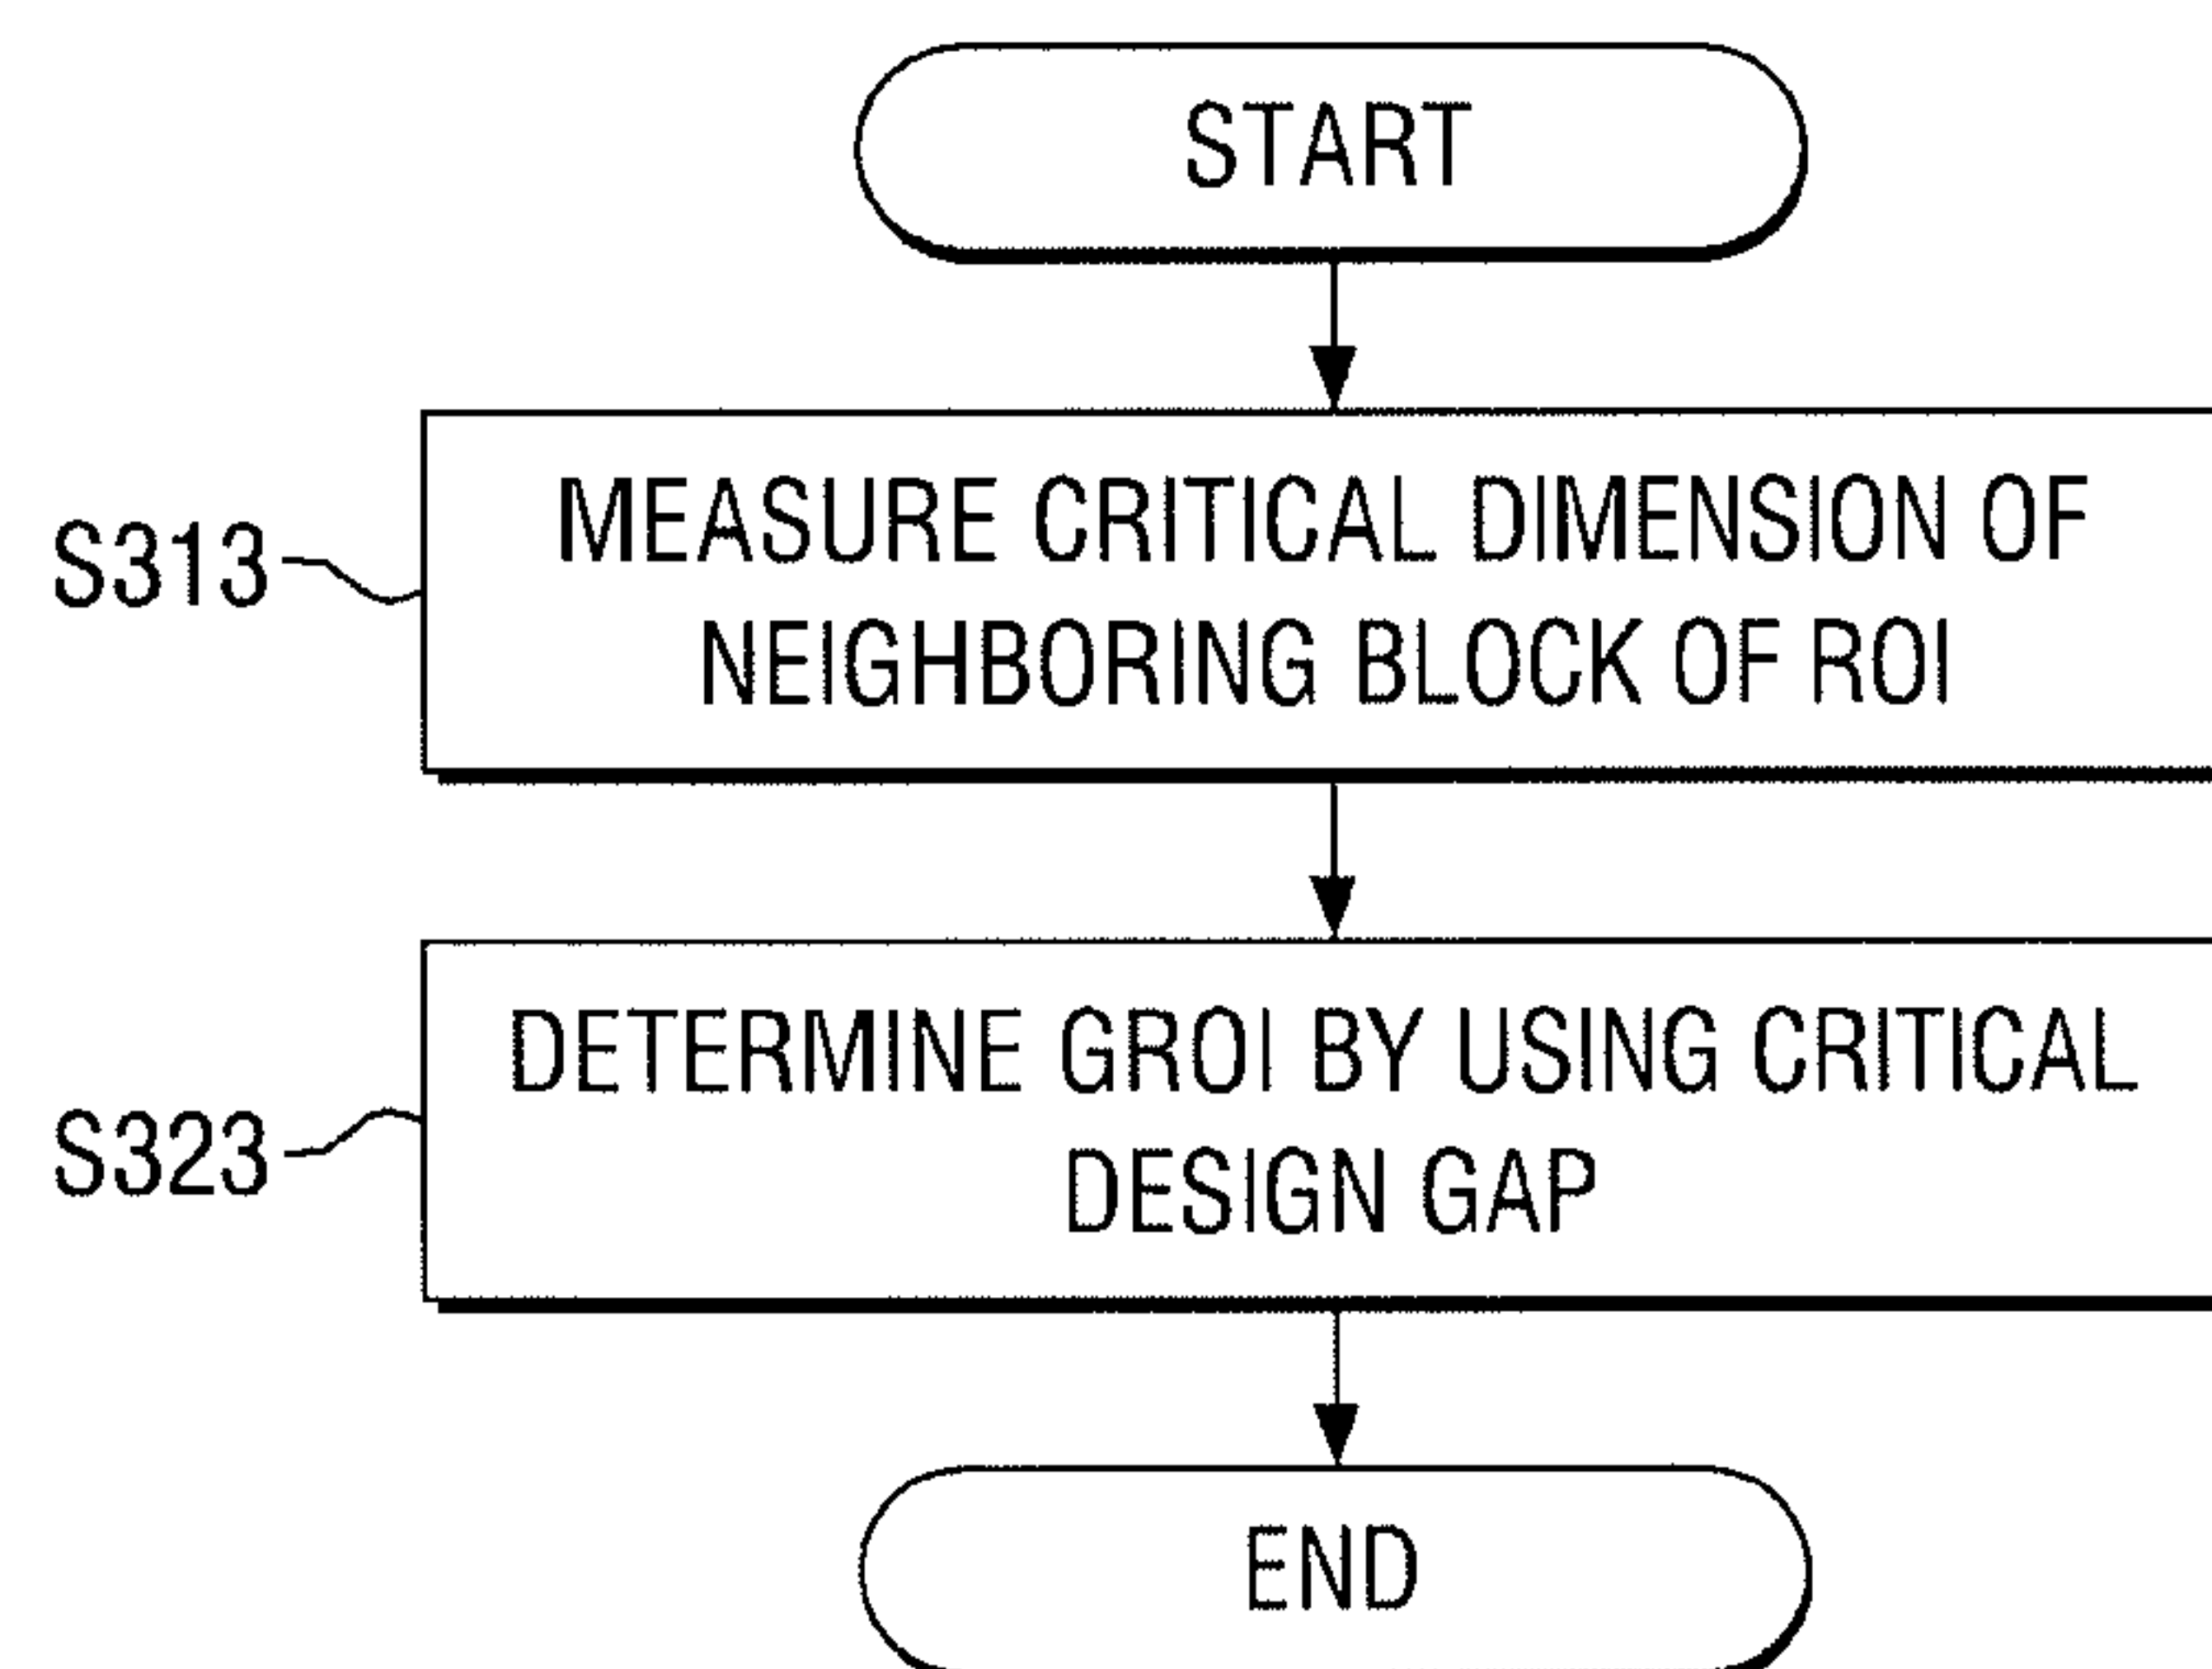 START
S313
MEASURE CRITICAL DIMENSION OF
NEIGHBORING BLOCK OF ROI
S323
DETERMINE GROI BY USING CRITICAL
DESIGN GAP
END